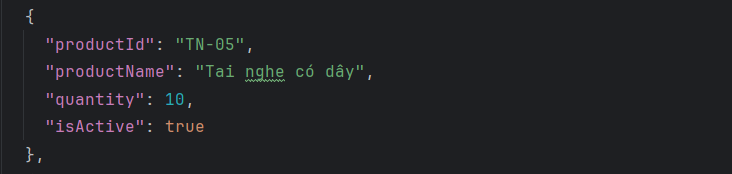 {
"productId": "TN-05",
"productName": "Tai nghe có dây",
"quantity": 10,
"isActive": true
},